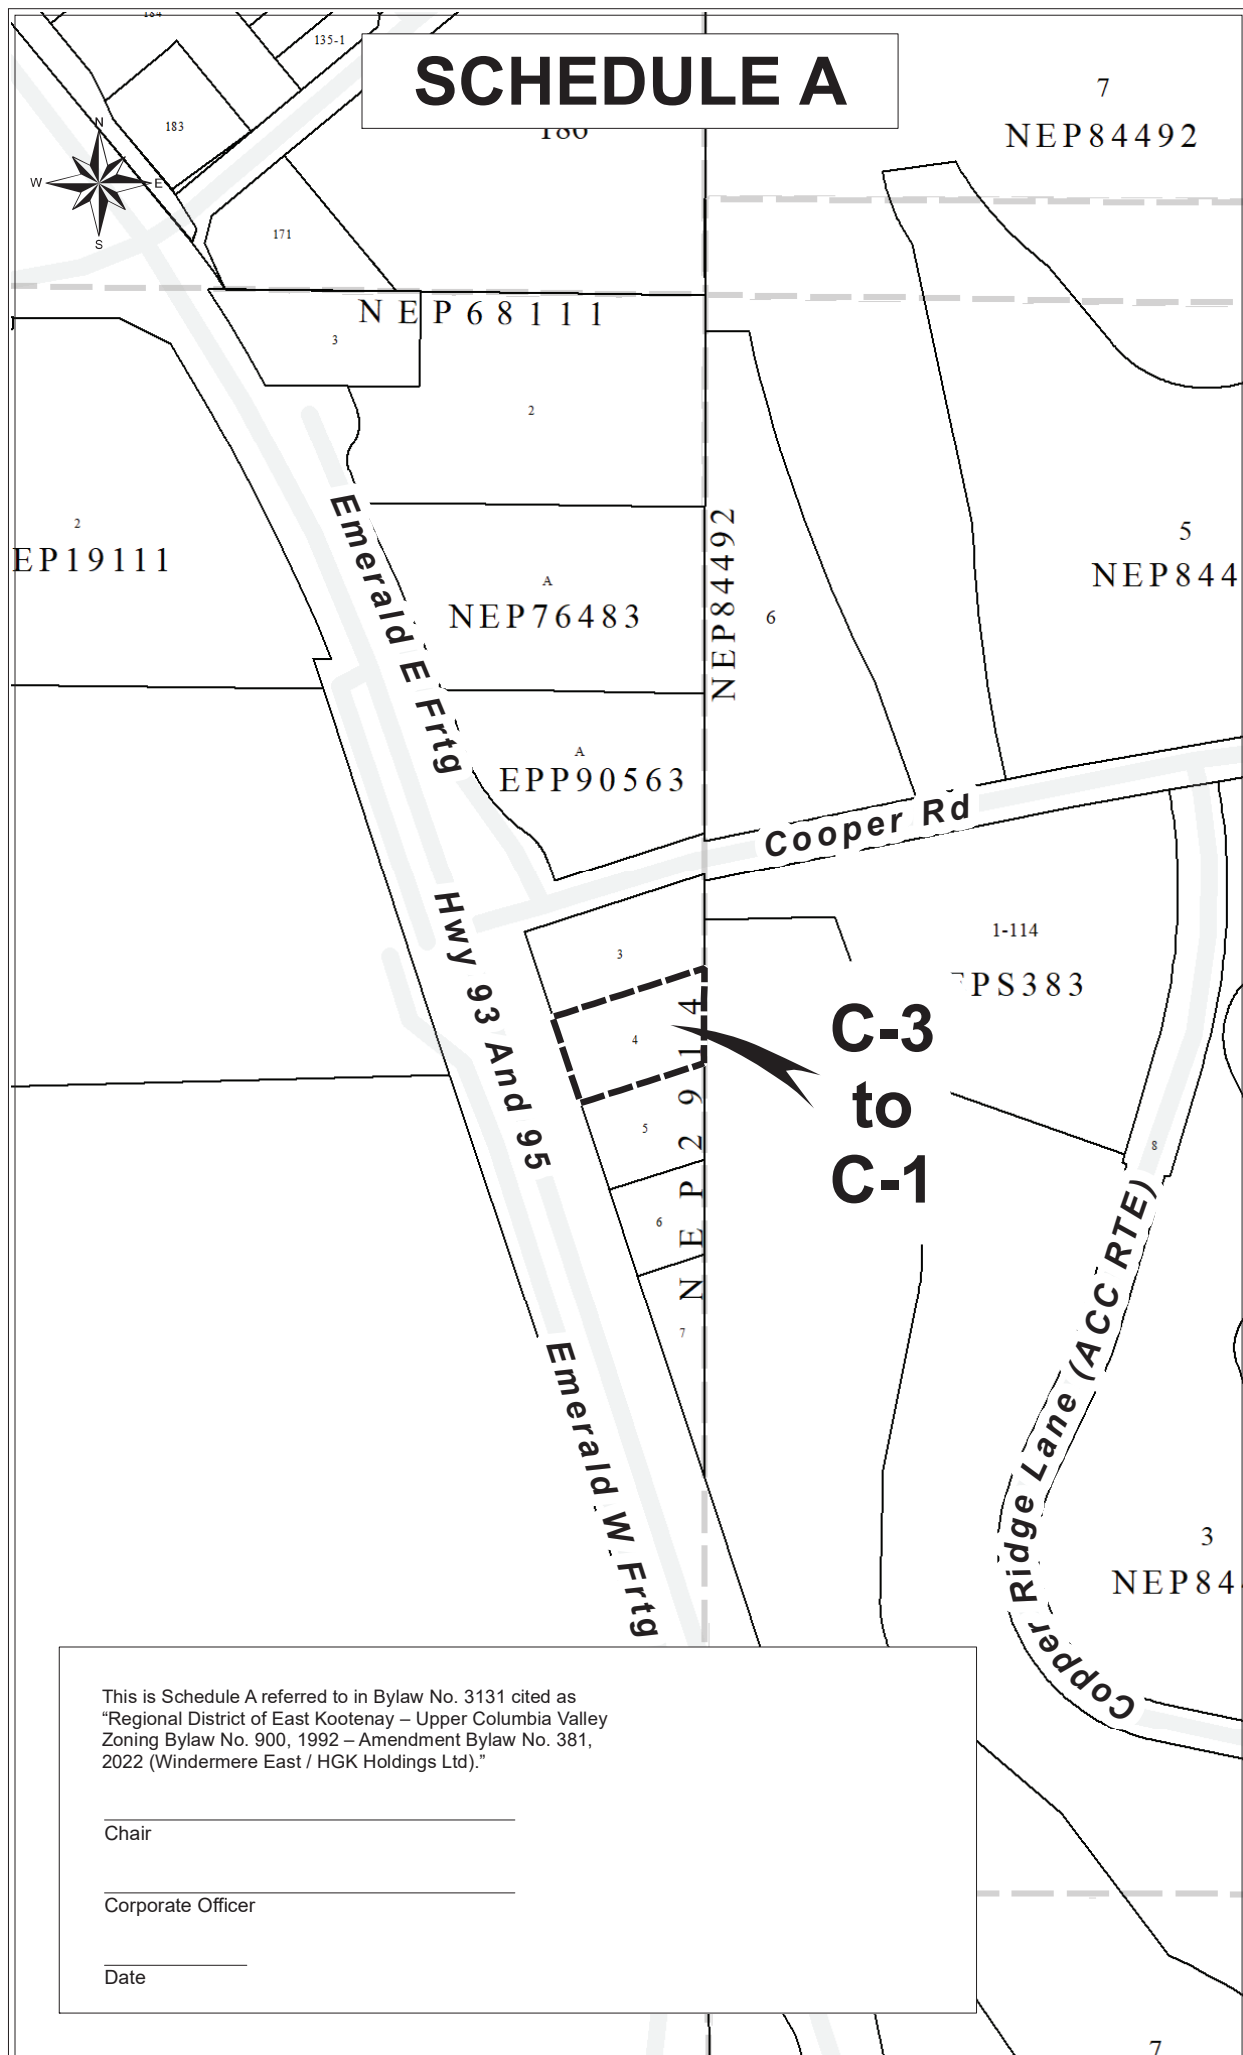 184
135-1
SCHEDULE A
7
NEP84492
183
186
N
W
E
S
171
NEP68111
3
2
2
EP19111
Emerald E Frtg
A
NEP76483
NEP84492
6
5
NEP844
A
EPP90563
Cooper Rd
Hwy 93 And 95
3
1-114
EPS383
4
C-3
to
C-1
NEP2914
5
8
6
7
Copper Ridge Lane (ACC RTE)
Emerald W Frtg
3
NEP84
This is Schedule A referred to in Bylaw No. 3131 cited as
“Regional District of East Kootenay – Upper Columbia Valley
Zoning Bylaw No. 900, 1992 – Amendment Bylaw No. 381,
2022 (Windermere East / HGK Holdings Ltd).”
Chair
Corporate Officer
Date
7